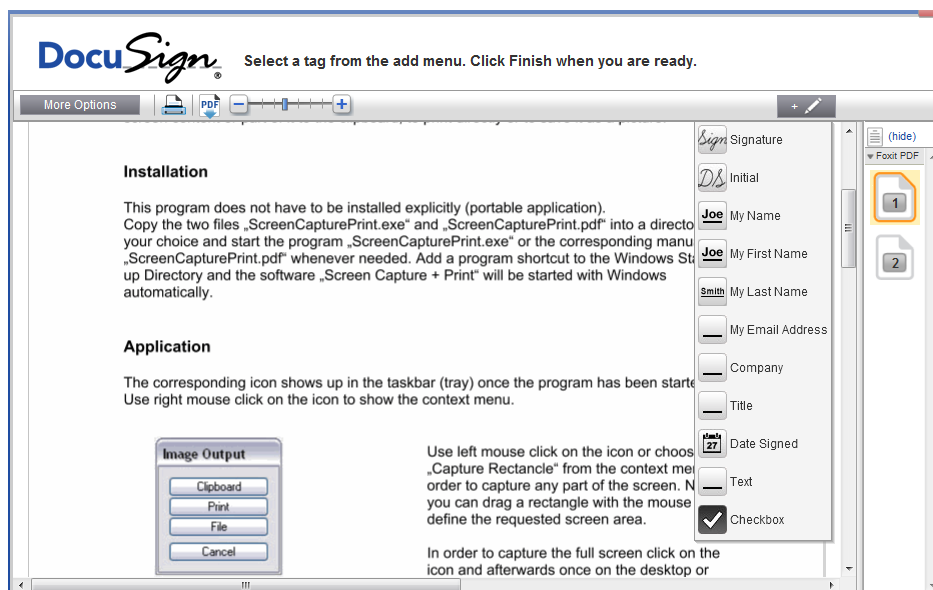 DocuSign®
Select a tag from the add menu. Click Finish when you are ready.
More Options
PDF
+
Installation
This program does not have to be installed explicitly (portable application).
Copy the two files „ScreenCapturePrint.exe“ and „ScreenCapturePrint.pdf“ into a directo
your choice and start the program „ScreenCapturePrint.exe“ or the corresponding manu
„ScreenCapturePrint.pdf“ whenever needed. Add a program shortcut to the Windows Sta
up Directory and the software „Screen Capture + Print“ will be started with Windows
automatically.
Application
The corresponding icon shows up in the taskbar (tray) once the program has been starte
Use right mouse click on the icon to show the context menu.
Image Output
Clipboard
Print
File
Cancel
Use left mouse click on the icon or choos
„Capture Rectancle“ from the context me
order to capture any part of the screen. N
you can drag a rectangle with the mouse
define the requested screen area.
In order to capture the full screen click on the
icon and afterwards once on the desktop or
Sign Signature
DS Initial
Joe My Name
Joe My First Name
Smith My Last Name
My Email Address
Company
Title
27 Date Signed
Text
Checkbox
(hide)
Foxit PDF
1
2